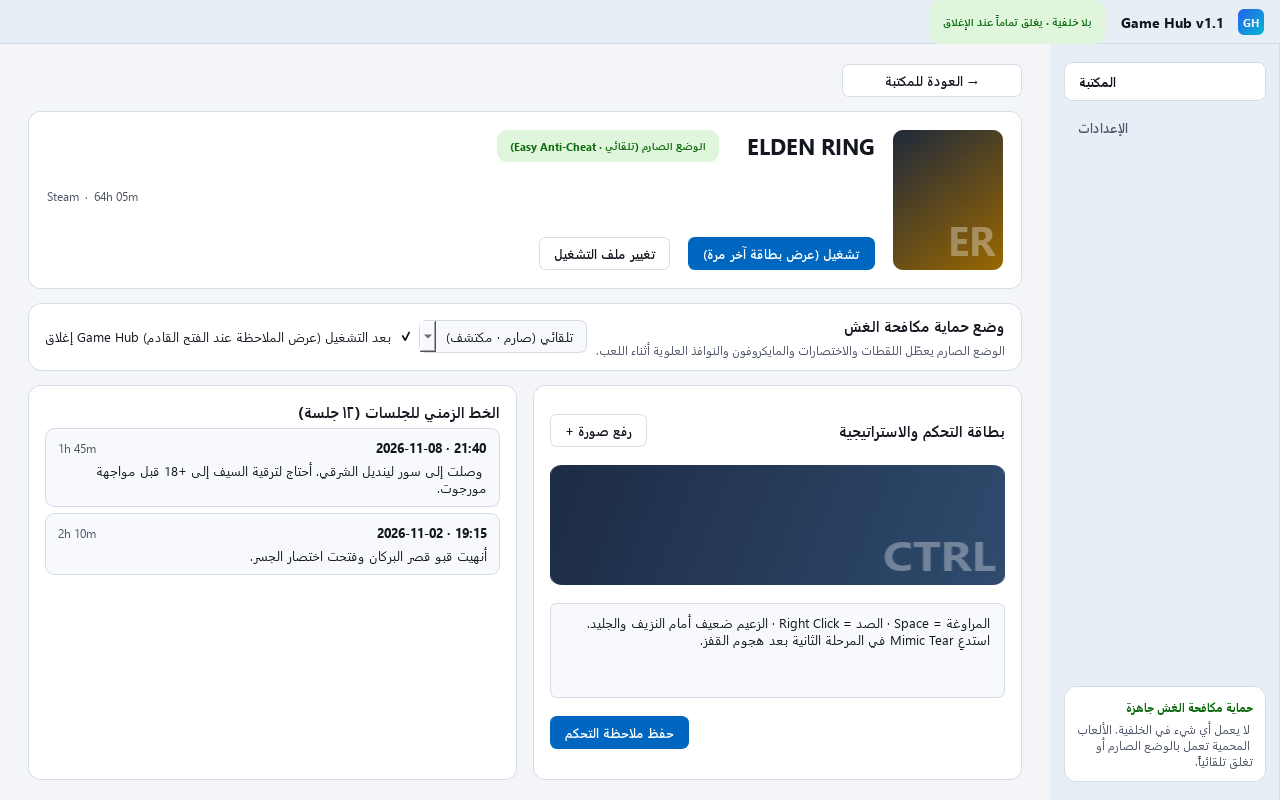 GH
Game Hub v1.1
بلا خلفية · يغلق تماماً عند الإغلاق
المكتبة
الإعدادات
→ العودة للمكتبة
ELDEN RING
الوضع الصارم (تلقائي · Easy Anti-Cheat)
Steam · 64h 05m
ER
تشغيل (عرض بطاقة آخر مرة)
تغيير ملف التشغيل
وضع حماية مكافحة الغش
الوضع الصارم يعطّل اللقطات والاختصارات والمايكروفون والنوافذ العلوية أثناء اللعب.
تلقائي (صارم · مكتشف)
✓ إغلاق Game Hub بعد التشغيل (عرض الملاحظة عند الفتح القادم)
بطاقة التحكم والاستراتيجية
رفع صورة +
CTRL
المراوغة = Space · الصد = Right Click · الزعيم ضعيف أمام النزيف والجليد.
استدعِ Mimic Tear في المرحلة الثانية بعد هجوم القفز.
حفظ ملاحظة التحكم
الخط الزمني للجلسات (١٢ جلسة)
2026-11-08 · 21:40
1h 45m
وصلت إلى سور لينديل الشرقي. أحتاج لترقية السيف إلى +18 قبل مواجهة
مورجوت.
2026-11-02 · 19:15
2h 10m
أنهيت قبو قصر البركان وفتحت اختصار الجسر.
حماية مكافحة الغش جاهزة
لا يعمل أي شيء في الخلفية. الألعاب
المحمية تعمل بالوضع الصارم أو
تغلق تلقائياً.